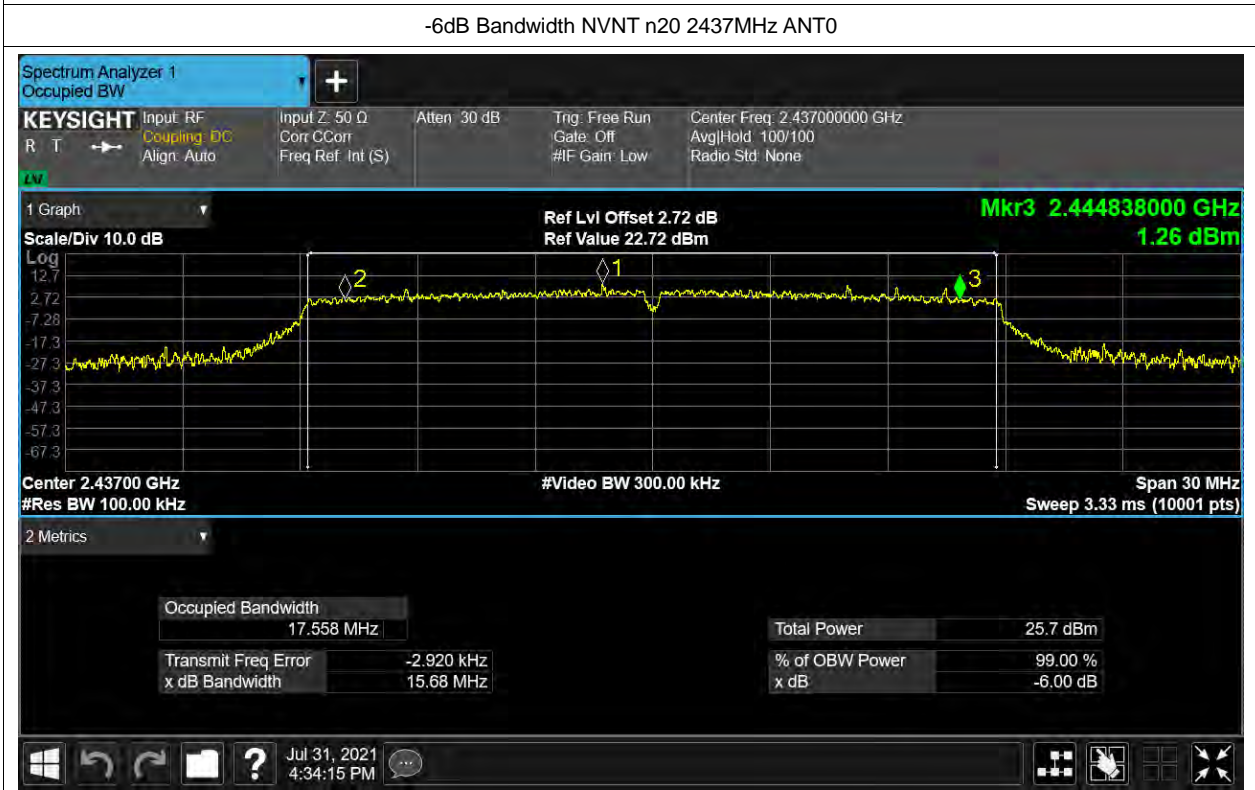 -6dB Bandwidth NVNT n20 2437MHz ANT0
Spectrum Analyzer 1
Occupied BW
KEYSIGHT
R T
LV
Input: RF
Coupling: DC
Align: Auto
Input Z: 50 Ω
Corr CCorr
Freq Ref: Int (S)
Atten: 30 dB
Trig: Free Run
Gate: Off
#IF Gain: Low
Center Freq: 2.437000000 GHz
Avg|Hold: 100/100
Radio Std: None
1 Graph
Scale/Div 10.0 dB
Ref Lvl Offset 2.72 dB
Ref Value 22.72 dBm
Mkr3 2.444838000 GHz
1.26 dBm
Log
12.7
2.72
-7.28
-17.3
-27.3
-37.3
-47.3
-57.3
-67.3
2
1
3
Center 2.43700 GHz
#Res BW 100.00 kHz
#Video BW 300.00 kHz
Span 30 MHz
Sweep 3.33 ms (10001 pts)
2 Metrics
Occupied Bandwidth
17.558 MHz
Transmit Freq Error -2.920 kHz
x dB Bandwidth 15.68 MHz
Total Power 25.7 dBm
% of OBW Power 99.00 %
x dB -6.00 dB
?
Jul 31, 2021
4:34:15 PM